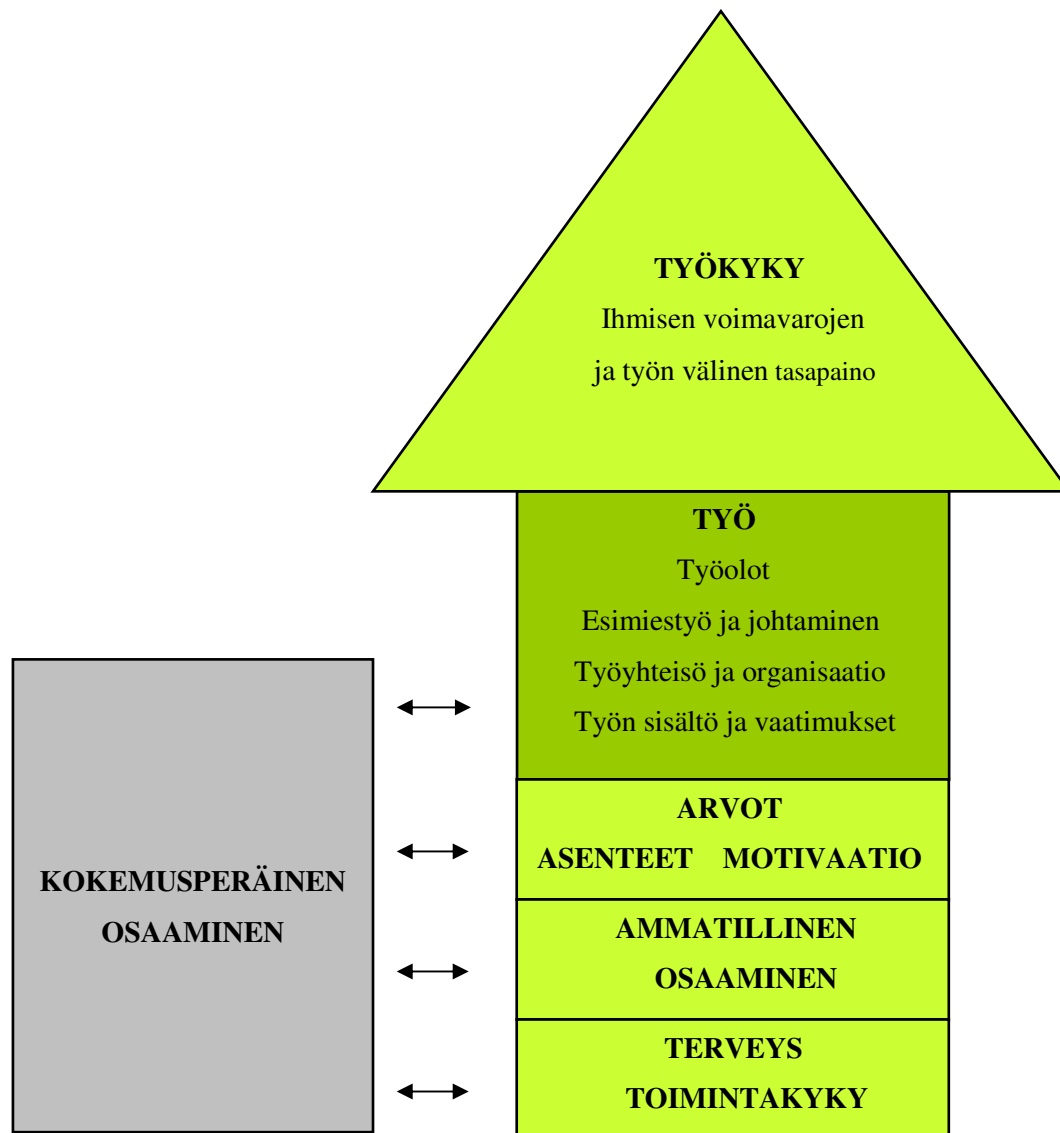 TYÖKYKY
Ihmisen voimavarojen
ja työn välinen tasapaino
TYÖ
Työolot
Esimiestyö ja johtaminen
Työyhteisö ja organisaatio
Työn sisältö ja vaatimukset
ARVOT
ASENTEET MOTIVAATIO
KOKEMUSPERÄINEN
OSAAMINEN
AMMATILLINEN
OSAAMINEN
TERVEYS
TOIMINTAKYKY